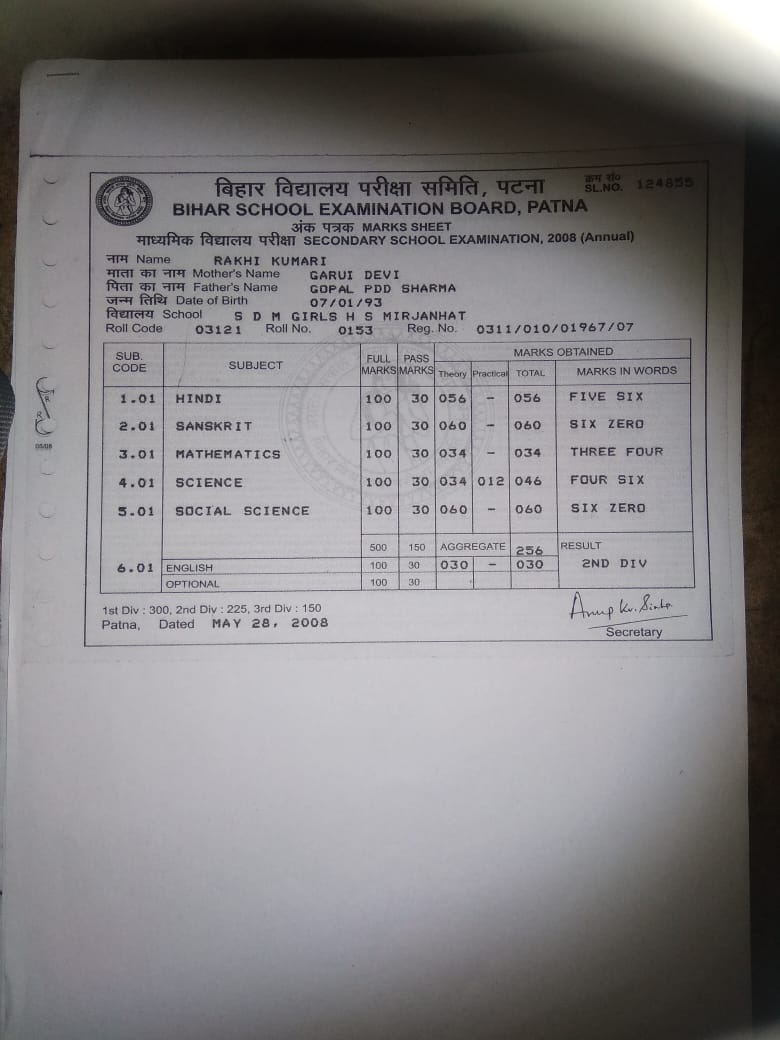 बिहार विद्यालय परीक्षा समिति, पटना
क्रम सं०
SL.NO. 124855
BIHAR SCHOOL EXAMINATION BOARD, PATNA
अंक पत्रक MARKS SHEET
माध्यमिक विद्यालय परीक्षा SECONDARY SCHOOL EXAMINATION, 2008 (Annual)
नाम Name RAKHI KUMARI
माता का नाम Mother's Name GARUI DEVI
पिता का नाम Father's Name GOPAL PDD SHARMA
जन्म तिथि Date of Birth 07/01/93
विद्यालय School S D M GIRLS H S MIRJANHAT
Roll Code 03121 Roll No. 0153 Reg. No. 0311/010/01967/07
SUB. CODE SUBJECT FULL MARKS PASS MARKS MARKS OBTAINED
Theory Practical TOTAL MARKS IN WORDS
1.01 HINDI 100 30 056 - 056 FIVE SIX
2.01 SANSKRIT 100 30 060 - 060 SIX ZERO
3.01 MATHEMATICS 100 30 034 - 034 THREE FOUR
4.01 SCIENCE 100 30 034 012 046 FOUR SIX
5.01 SOCIAL SCIENCE 100 30 060 - 060 SIX ZERO
500 150 AGGREGATE 256 RESULT
6.01 ENGLISH 100 30 030 - 030 2ND DIV
OPTIONAL 100 30
1st Div : 300, 2nd Div : 225, 3rd Div : 150
Patna, Dated MAY 28, 2008
Anup Kr. Sinha
Secretary